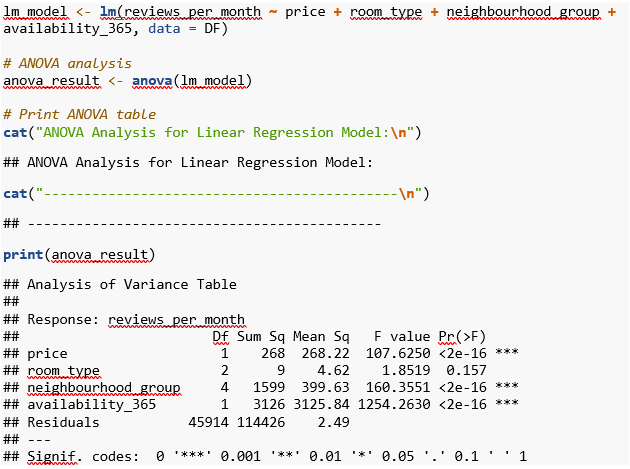 lm_model <- lm(reviews_per_month ~ price + room_type + neighbourhood_group +
availability_365, data = DF)
# ANOVA analysis
anova_result <- anova(lm_model)
# Print ANOVA table
cat("ANOVA Analysis for Linear Regression Model:\n")
## ANOVA Analysis for Linear Regression Model:
cat("--------------------------------------------\n")
## --------------------------------------------
print(anova_result)
## Analysis of Variance Table
##
## Response: reviews_per_month
##                        Df Sum Sq Mean Sq   F value Pr(>F)
## price                   1    268  268.22  107.6250 <2e-16 ***
## room_type               2      9    4.62    1.8519  0.157
## neighbourhood_group     4   1599  399.63  160.3551 <2e-16 ***
## availability_365        1   3126 3125.84 1254.2630 <2e-16 ***
## Residuals           45914 114426    2.49
## ---
## Signif. codes:  0 '***' 0.001 '**' 0.01 '*' 0.05 '.' 0.1 ' ' 1